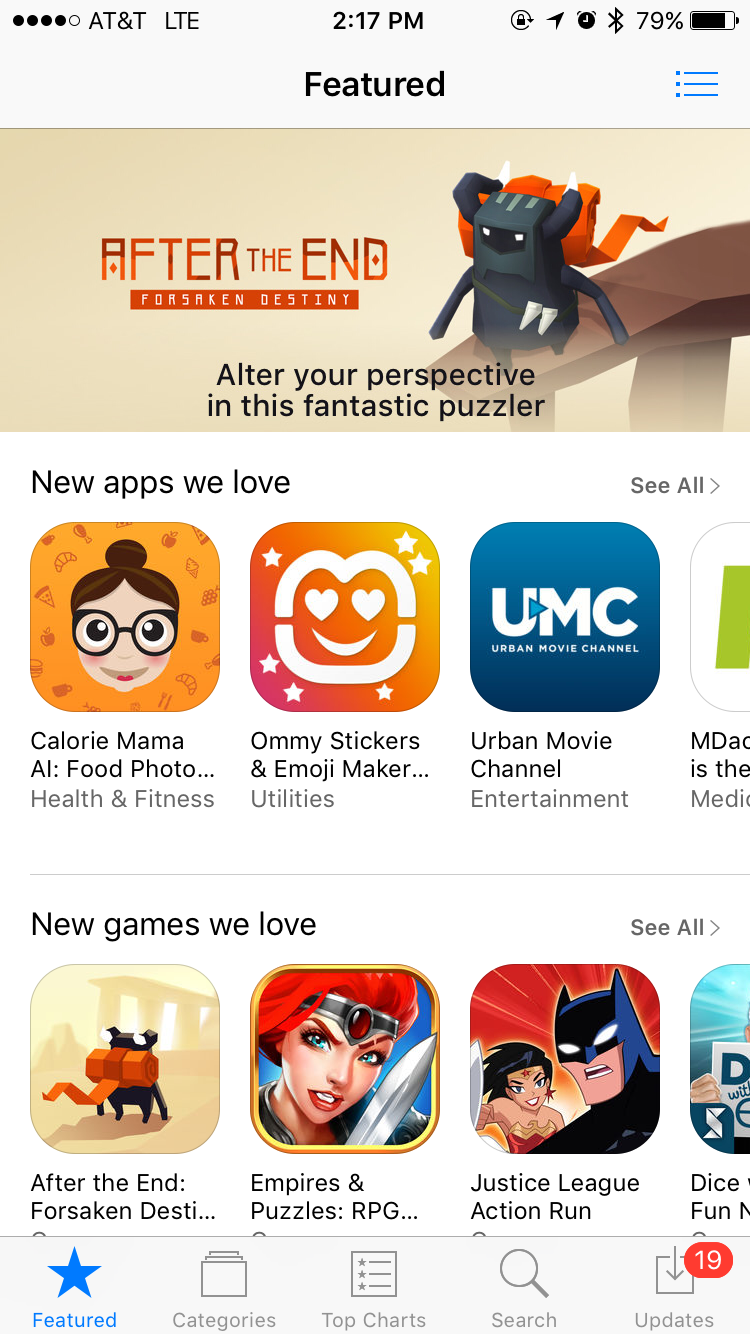 AT&T LTE 2:17 PM 79%
Featured
AFTER THE END
FORSAKEN DESTINY
Alter your perspective
in this fantastic puzzler
New apps we love See All
UMC
URBAN MOVIE CHANNEL
Calorie Mama
AI: Food Photo...
Health & Fitness
Ommy Stickers
& Emoji Maker...
Utilities
Urban Movie
Channel
Entertainment
is the
New games we love See All
D
with
After the End:
Forsaken Desti...
Empires &
Puzzles: RPG...
Justice League
Action Run
Dice
Fun
19
Featured Categories Top Charts Search Updates